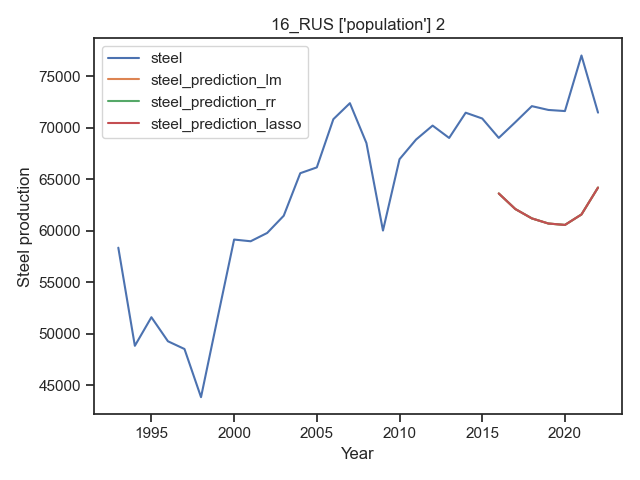 16_RUS ['population'] 2
steel
steel_prediction_lm
steel_prediction_rr
steel_prediction_lasso
Steel production
75000
70000
65000
60000
55000
50000
45000
1995
2000
2005
2010
2015
2020
Year